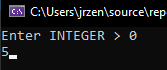 C:\Users\jrzen\source\rep
Enter INTEGER > 0
5